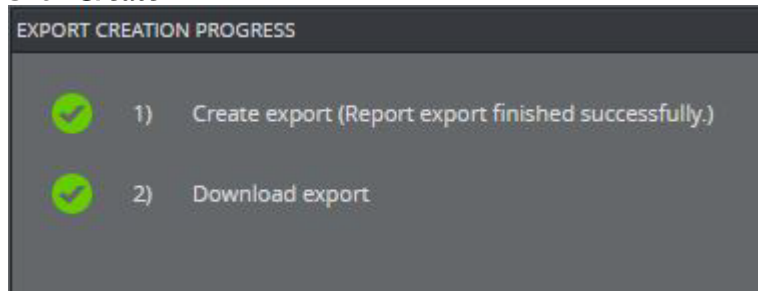 EXPORT CREATION PROGRESS
1) Create export (Report export finished successfully.)
2) Download export